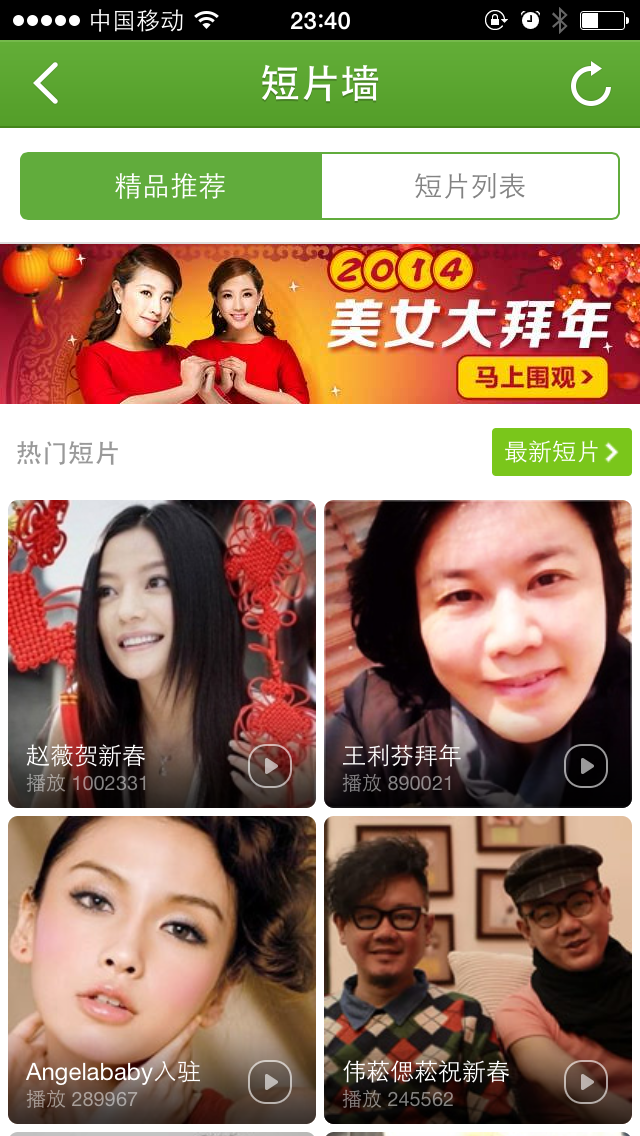 中国移动
23:40
短片墙
精品推荐
短片列表
2014
美女大拜年
马上围观
热门短片
最新短片
赵薇贺新春
播放 1002331
王利芬拜年
播放 890021
Angelababy入驻
播放 289967
伟菘偲菘祝新春
播放 245562